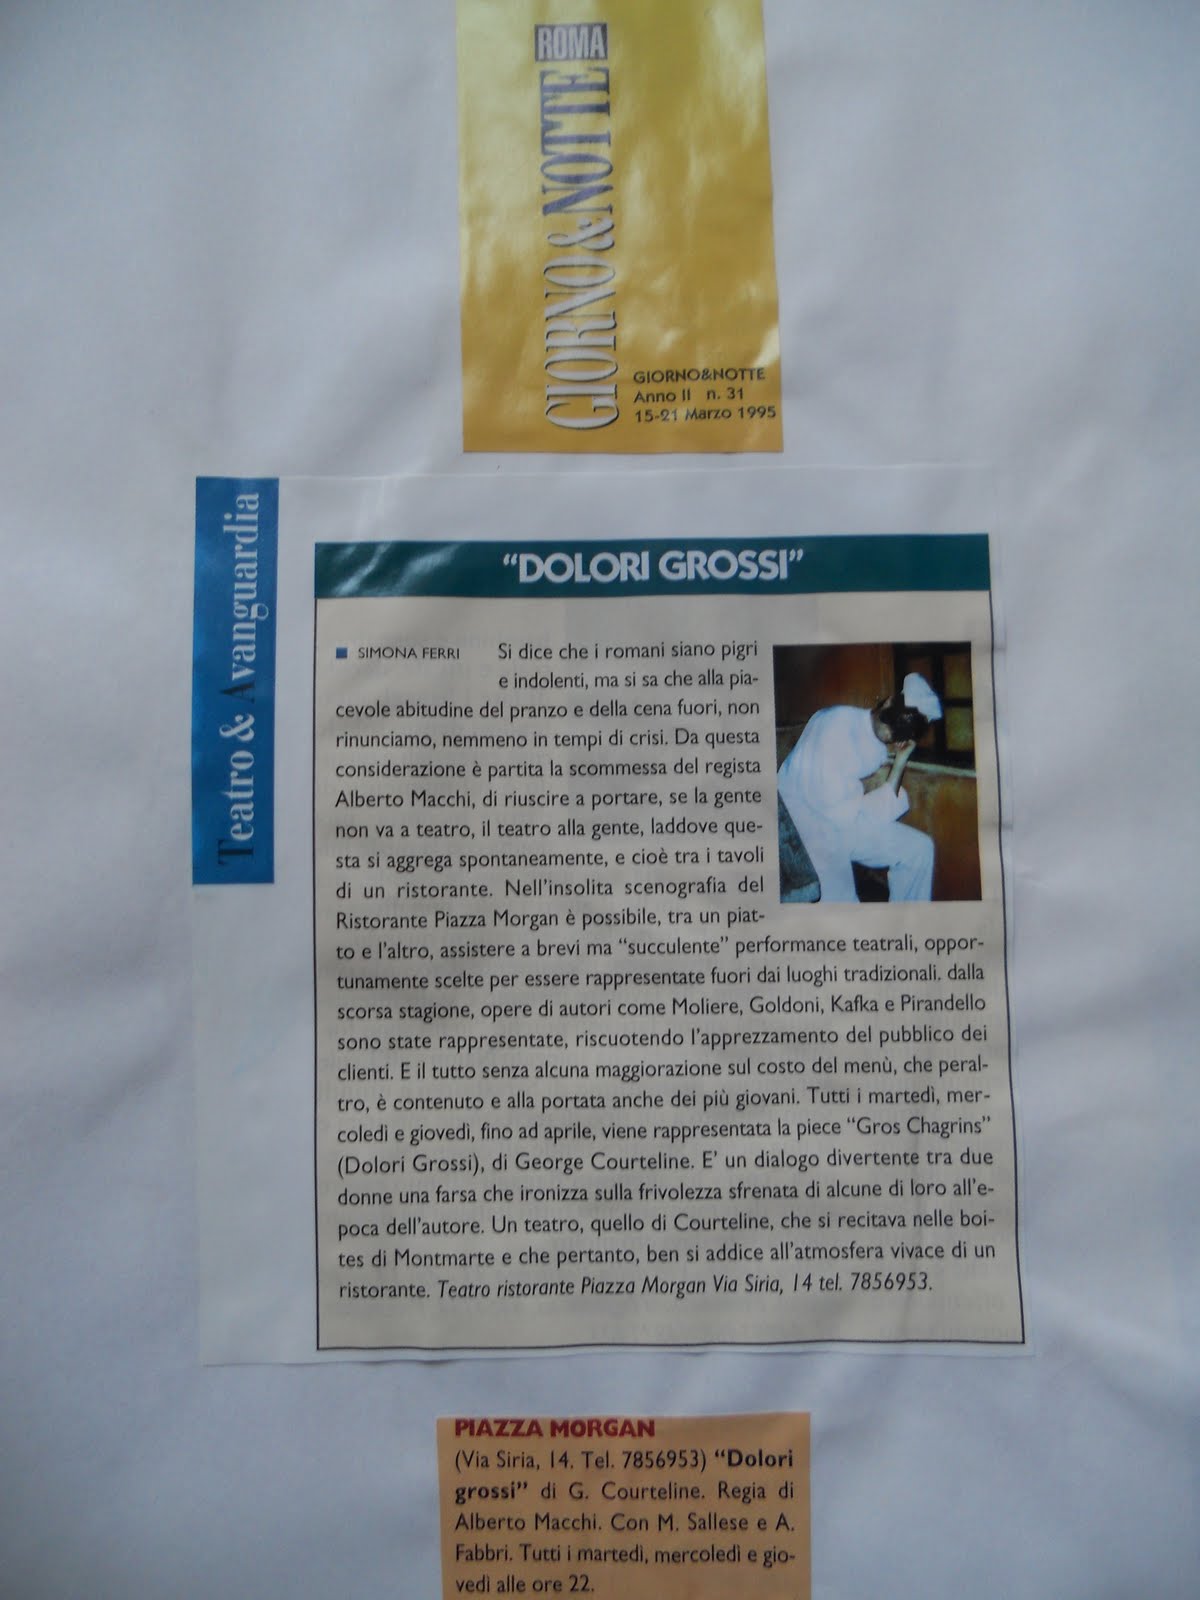 GIORNO&NOTTE ROMA
GIORNO&NOTTE
Anno II n. 31
15-21 Marzo 1995
Teatro & Avanguardia
“DOLORI GROSSI”
■ SIMONA FERRI Si dice che i romani siano pigri
e indolenti, ma si sa che alla pia-
cevole abitudine del pranzo e della cena fuori, non
rinunciamo, nemmeno in tempi di crisi. Da questa
considerazione è partita la scommessa del regista
Alberto Macchi, di riuscire a portare, se la gente
non va a teatro, il teatro alla gente, laddove que-
sta si aggrega spontaneamente, e cioè tra i tavoli
di un ristorante. Nell'insolita scenografia del
Ristorante Piazza Morgan è possibile, tra un piat-
to e l'altro, assistere a brevi ma “succulente” performance teatrali, oppor-
tunamente scelte per essere rappresentate fuori dai luoghi tradizionali. dalla
scorsa stagione, opere di autori come Moliere, Goldoni, Kafka e Pirandello
sono state rappresentate, riscuotendo l'apprezzamento del pubblico dei
clienti. E il tutto senza alcuna maggiorazione sul costo del menù, che peral-
tro, è contenuto e alla portata anche dei più giovani. Tutti i martedì, mer-
coledì e giovedì, fino ad aprile, viene rappresentata la piece “Gros Chagrins”
(Dolori Grossi), di George Courteline. E' un dialogo divertente tra due
donne una farsa che ironizza sulla frivolezza sfrenata di alcune di loro all'e-
poca dell'autore. Un teatro, quello di Courteline, che si recitava nelle boi-
tes di Montmarte e che pertanto, ben si addice all'atmosfera vivace di un
ristorante. Teatro ristorante Piazza Morgan Via Siria, 14 tel. 7856953.
PIAZZA MORGAN
(Via Siria, 14. Tel. 7856953) “Dolori
grossi” di G. Courteline. Regia di
Alberto Macchi. Con M. Sallese e A.
Fabbri. Tutti i martedì, mercoledì e gio-
vedì alle ore 22.